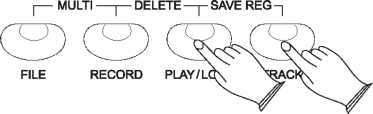 MULTI DELETE SAVE REG
FILE RECORD PLAY/LO TRACK